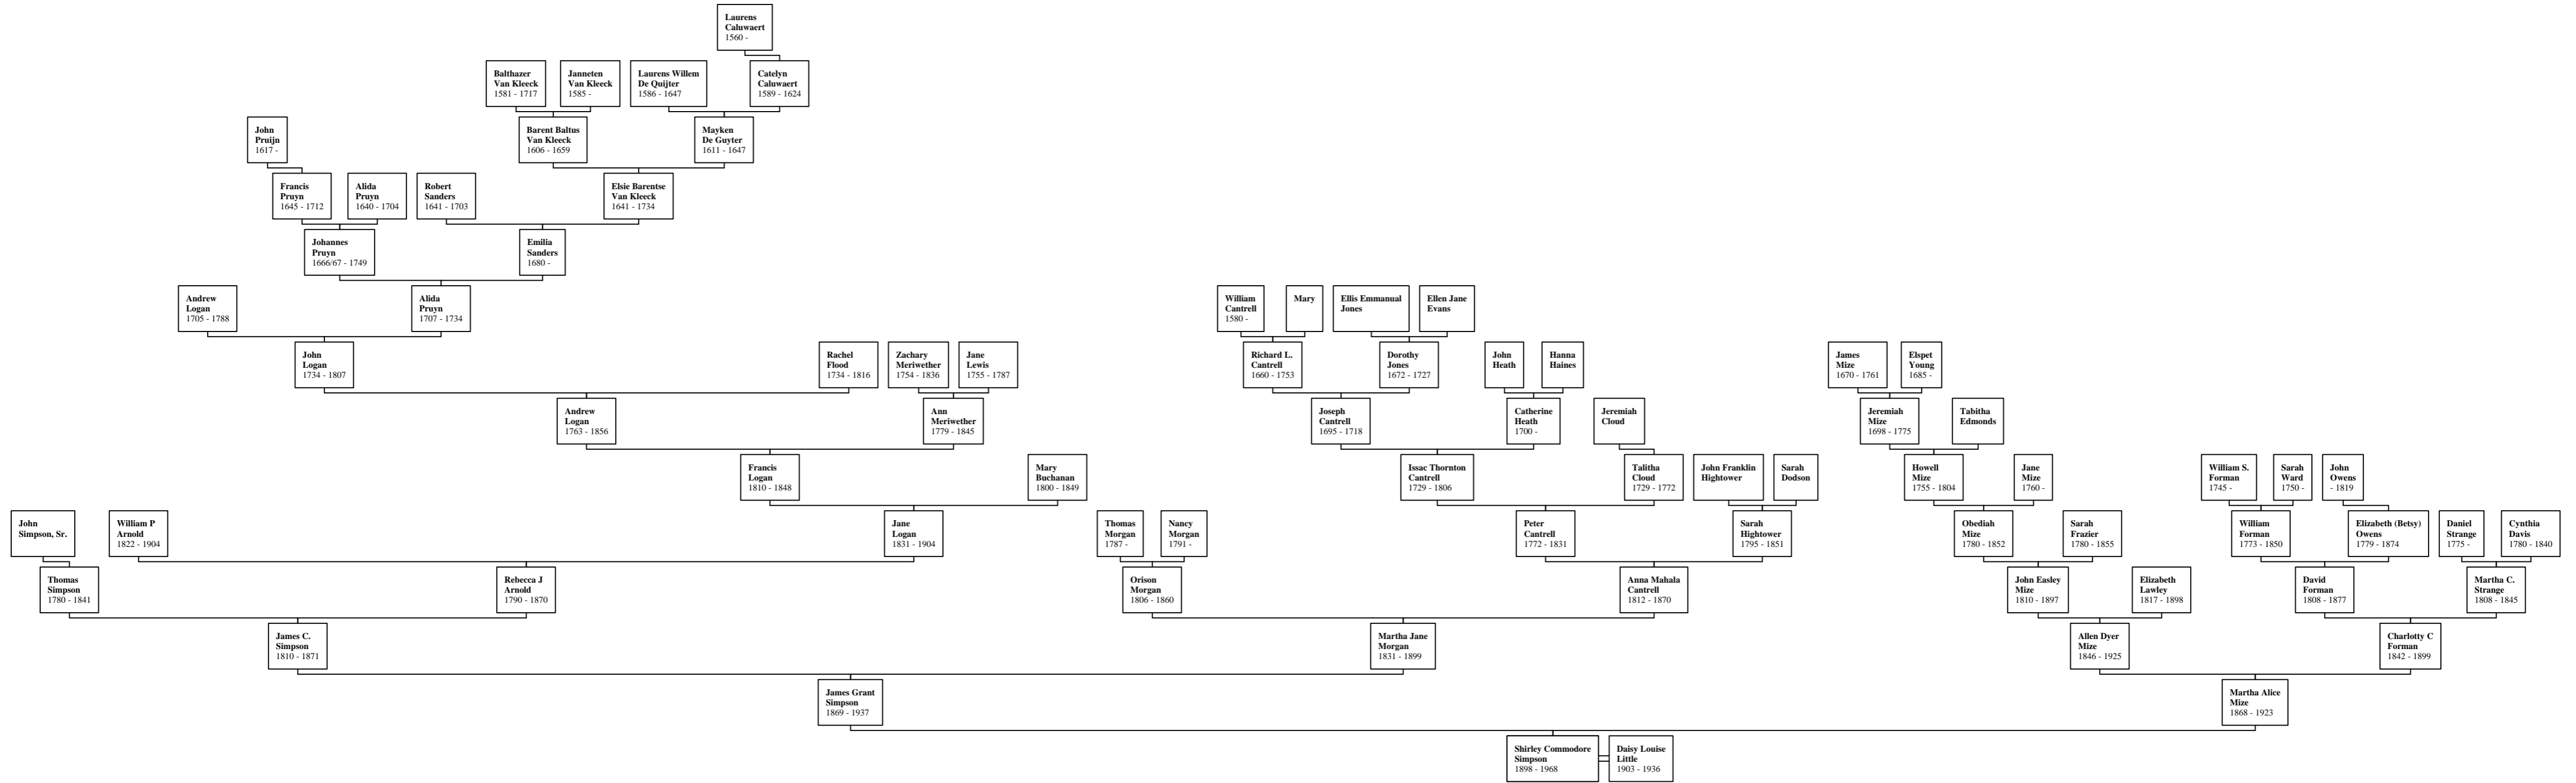 Laurens
Caluwaert
1560 -
Balthazer
Van Kleeck
1581 - 1717
Janneten
Van Kleeck
1585 -
Laurens Willem
De Quijter
1586 - 1647
Catelyn
Caluwaert
1589 - 1624
John
Pruijn
1617 -
Barent Baltus
Van Kleeck
1606 - 1659
Mayken
De Guyter
1611 - 1647
Francis
Pruyn
1645 - 1712
Alida
Pruyn
1640 - 1704
Robert
Sanders
1641 - 1703
Elsie Barentse
Van Kleeck
1641 - 1734
Johannes
Pruyn
1666/67 - 1749
Emilia
Sanders
1680 -
Andrew
Logan
1705 - 1788
Alida
Pruyn
1707 - 1734
William
Cantrell
1580 -
Mary
Ellis Emmanual
Jones
Ellen Jane
Evans
John
Logan
1734 - 1807
Rachel
Flood
1734 - 1816
Zachary
Meriwether
1754 - 1836
Jane
Lewis
1755 - 1787
Richard L.
Cantrell
1660 - 1753
Dorothy
Jones
1672 - 1727
John
Heath
Hanna
Haines
James
Mize
1670 - 1761
Elspet
Young
1685 -
Andrew
Logan
1763 - 1856
Ann
Meriwether
1779 - 1845
Joseph
Cantrell
1695 - 1718
Catherine
Heath
1700 -
Jeremiah
Cloud
Jeremiah
Mize
1698 - 1775
Tabitha
Edmonds
Francis
Logan
1810 - 1848
Mary
Buchanan
1800 - 1849
Issac Thornton
Cantrell
1729 - 1806
Talitha
Cloud
1729 - 1772
John Franklin
Hightower
Sarah
Dodson
Howell
Mize
1755 - 1804
Jane
Mize
1760 -
William S.
Forman
1745 -
Sarah
Ward
1750 -
John
Owens
- 1819
John
Simpson, Sr.
William P
Arnold
1822 - 1904
Jane
Logan
1831 - 1904
Thomas
Morgan
1787 -
Nancy
Morgan
1791 -
Peter
Cantrell
1772 - 1831
Sarah
Hightower
1795 - 1851
Obediah
Mize
1780 - 1852
Sarah
Frazier
1780 - 1855
William
Forman
1773 - 1850
Elizabeth (Betsy)
Owens
1779 - 1874
Daniel
Strange
1775 -
Cynthia
Davis
1780 - 1840
Thomas
Simpson
1780 - 1841
Rebecca J
Arnold
1790 - 1870
Orison
Morgan
1806 - 1860
Anna Mahala
Cantrell
1812 - 1870
John Easley
Mize
1810 - 1897
Elizabeth
Lawley
1817 - 1898
David
Forman
1808 - 1877
Martha C.
Strange
1808 - 1845
James C.
Simpson
1810 - 1871
Martha Jane
Morgan
1831 - 1899
Allen Dyer
Mize
1846 - 1925
Charlotty C
Forman
1842 - 1899
James Grant
Simpson
1869 - 1937
Martha Alice
Mize
1868 - 1923
Shirley Commodore
Simpson
1898 - 1968
Daisy Louise
Little
1903 - 1936